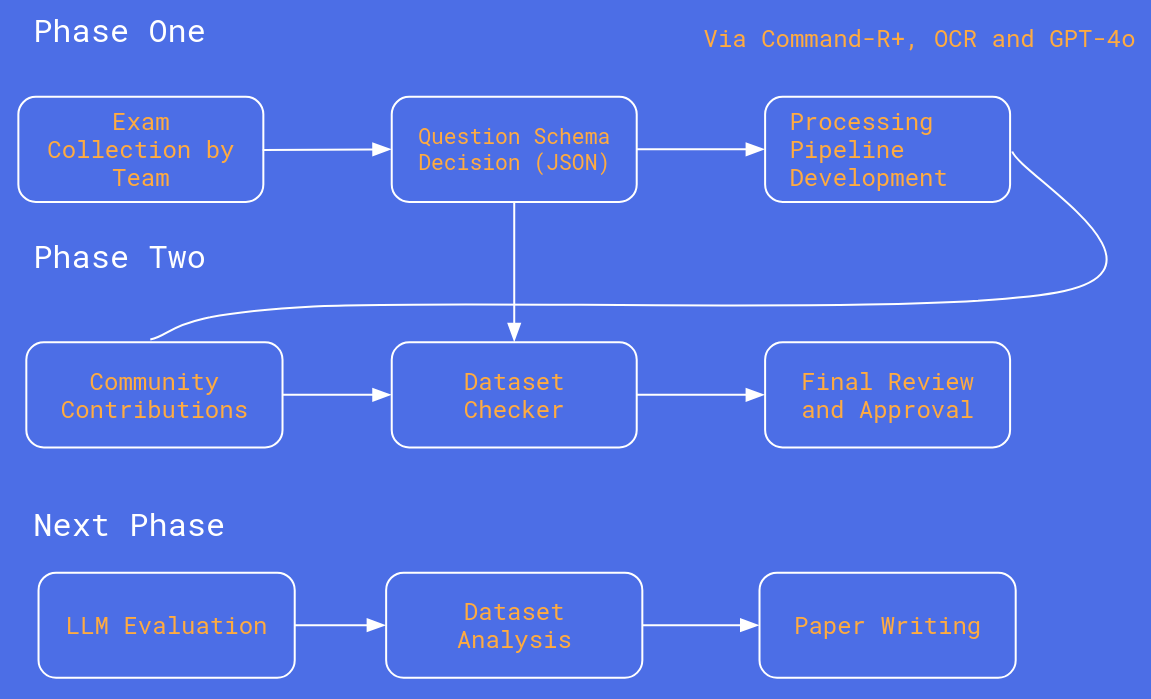 Phase One
Via Command-R+, OCR and GPT-4o
Exam
Collection by
Team
Question Schema
Decision (JSON)
Processing
Pipeline
Development
Phase Two
Community
Contributions
Dataset
Checker
Final Review
and Approval
Next Phase
LLM Evaluation
Dataset
Analysis
Paper Writing